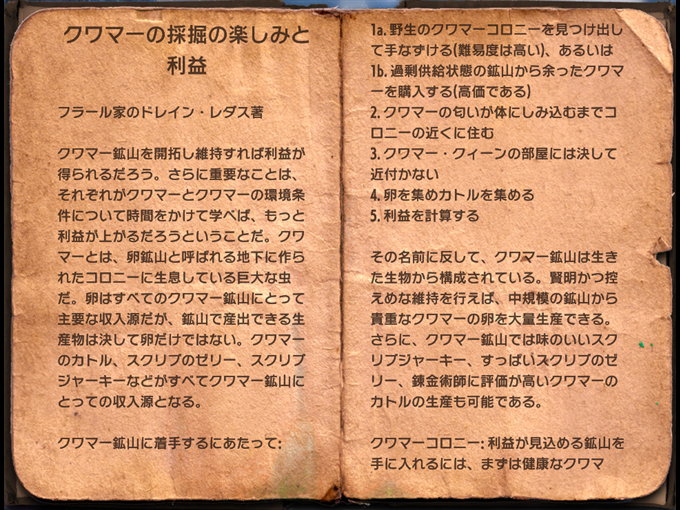 クワマーの採掘の楽しみと
利益
フラール家のドレイン・レダス著
クワマー鉱山を開拓し維持すれば利益が
得られるだろう。さらに重要なことは、
それぞれがクワマーとクワマーの環境条
件について時間をかけて学べば、もっと
利益が上がるだろうということだ。クワ
マーとは、卵鉱山と呼ばれる地下に作ら
れたコロニーに生息している巨大な虫
だ。卵はすべてのクワマー鉱山にとって
主要な収入源だが、鉱山で産出できる生
産物は決して卵だけではない。クワマー
のカトル、スクリブのゼリー、スクリブ
ジャーキーなどがすべてクワマー鉱山に
とっての収入源となる。
クワマー鉱山に着手するにあたって:
1a. 野生のクワマーコロニーを見つけ出し
て手なずける(難易度は高い)、あるいは
1b. 過剰供給状態の鉱山から余ったクワマ
ーを購入する(高価である)
2. クワマーの匂いが体にしみ込むまでコ
ロニーの近くに住む
3. クワマー・クィーンの部屋には決して
近付かない
4. 卵を集めカトルを集める
5. 利益を計算する
その名前に反して、クワマー鉱山は生き
た生物から構成されている。賢明かつ控
えめな維持を行えば、中規模の鉱山から
貴重なクワマーの卵を大量生産できる。
さらに、クワマー鉱山では味のいいスク
リブジャーキー、すっぱいスクリブのゼ
リー、錬金術師に評価が高いクワマーの
カトルの生産も可能である。
クワマーコロニー: 利益が見込める鉱山を
手に入れるには、まずは健康なクワマ